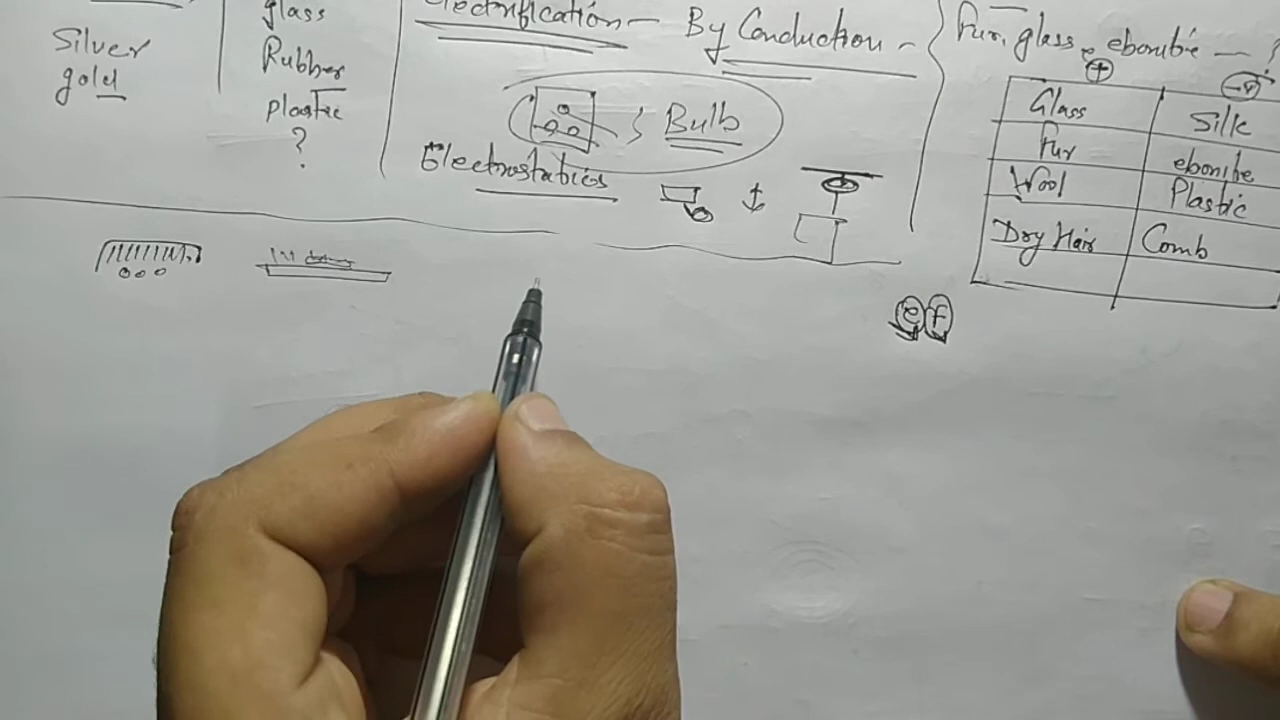 Silver
gold
glass
Rubber
plastic
?
Electrification - By Conduction -
Bulb
Electrostatics
Fur, glass, ebonite - ?
+ -ve
Glass Silk
Fur ebonite
Wool Plastic
Dry Hair Comb
e f